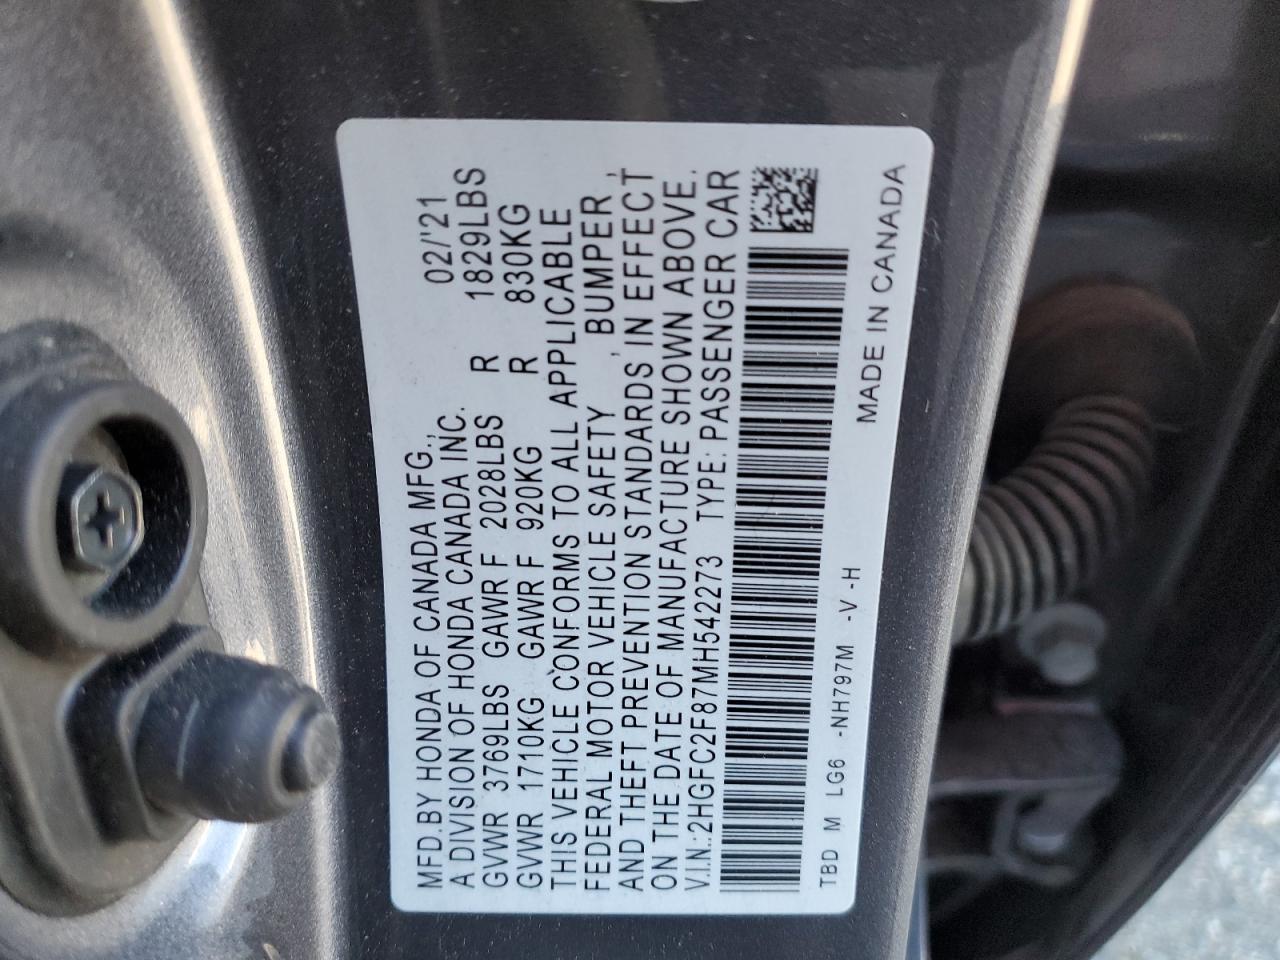 MFD.BY HONDA OF CANADA MFG., 02/'21
A DIVISION OF HONDA CANADA INC.
GVWR 3769LBS GAWR F 2028LBS R 1829LBS
GVWR 1710KG GAWR F 920KG R 830KG
THIS VEHICLE CONFORMS TO ALL APPLICABLE
FEDERAL MOTOR VEHICLE SAFETY , BUMPER ,
AND THEFT PREVENTION STANDARDS IN EFFECT
ON THE DATE OF MANUFACTURE SHOWN ABOVE.
V.I.N.:2HGFC2F87MH542273 TYPE: PASSENGER CAR
TBD M LG6 -NH797M -V -H MADE IN CANADA